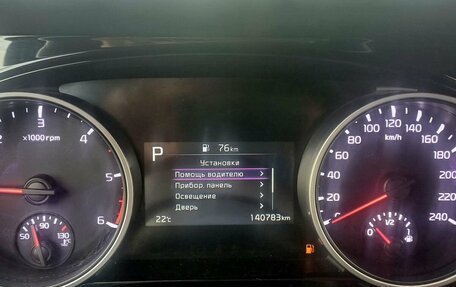 3
4
5
6
x1000rpm
50
90
130
P
76km
Установки
Помощь водителю
Прибор. панель
Освещение
Дверь
22°C
140783km
20
40
60
80
100
120
140
160
180
200
220
240
km/h
0
1/2
1